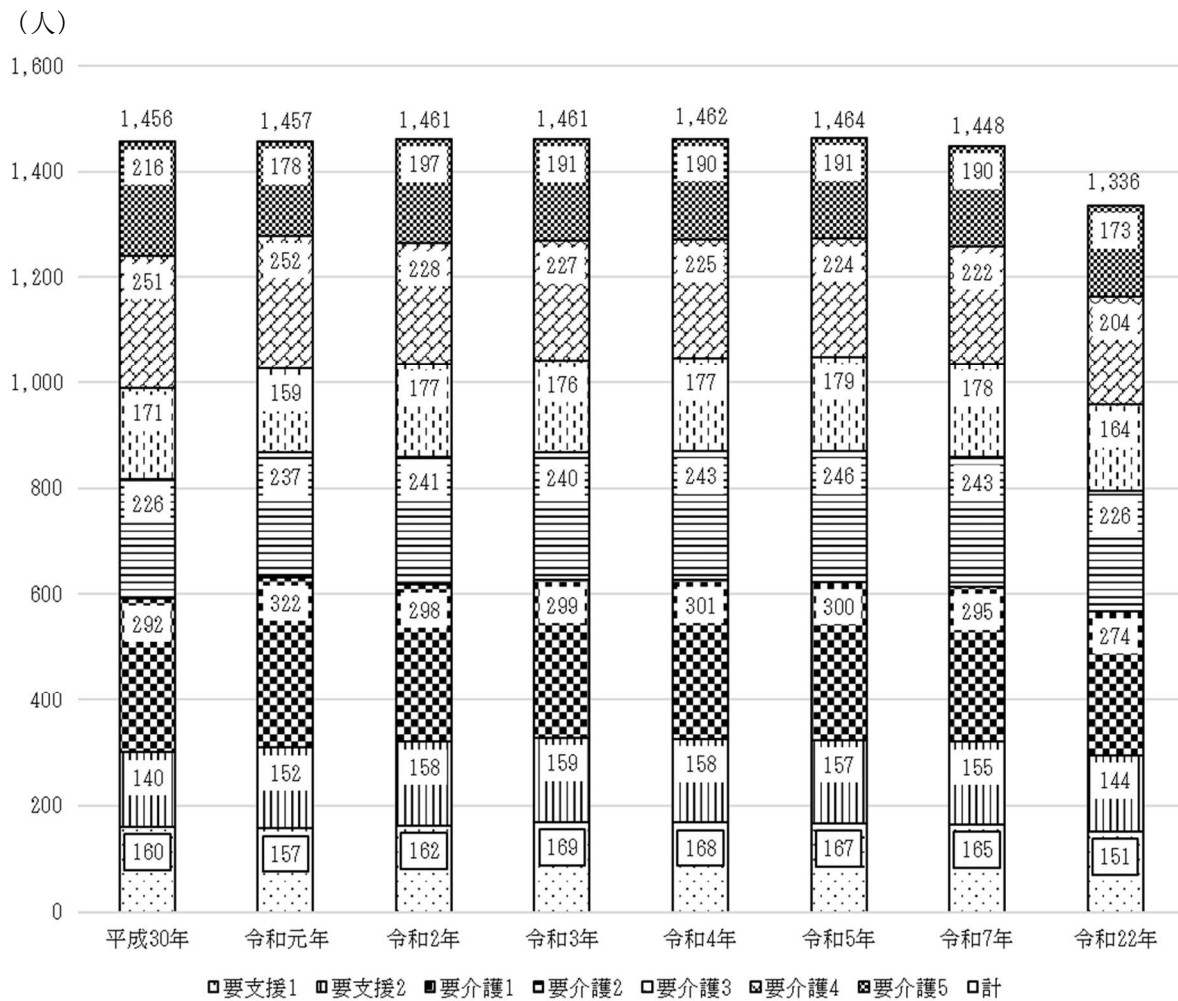 （人）
1,600
1,456 1,457 1,461 1,461 1,462 1,464 1,448 1,336
1,400
216 178 197 191 190 191 190 173
1,200
251 252 228 227 225 224 222 204
1,000
171 159 177 176 177 179 178 164
800
226 237 241 240 243 246 243 226
600
292 322 298 299 301 300 295 274
400
140 152 158 159 158 157 155 144
200
160 157 162 169 168 167 165 151
0
平成30年 令和元年 令和2年 令和3年 令和4年 令和5年 令和7年 令和22年
要支援1 要支援2 要介護1 要介護2 要介護3 要介護4 要介護5 計